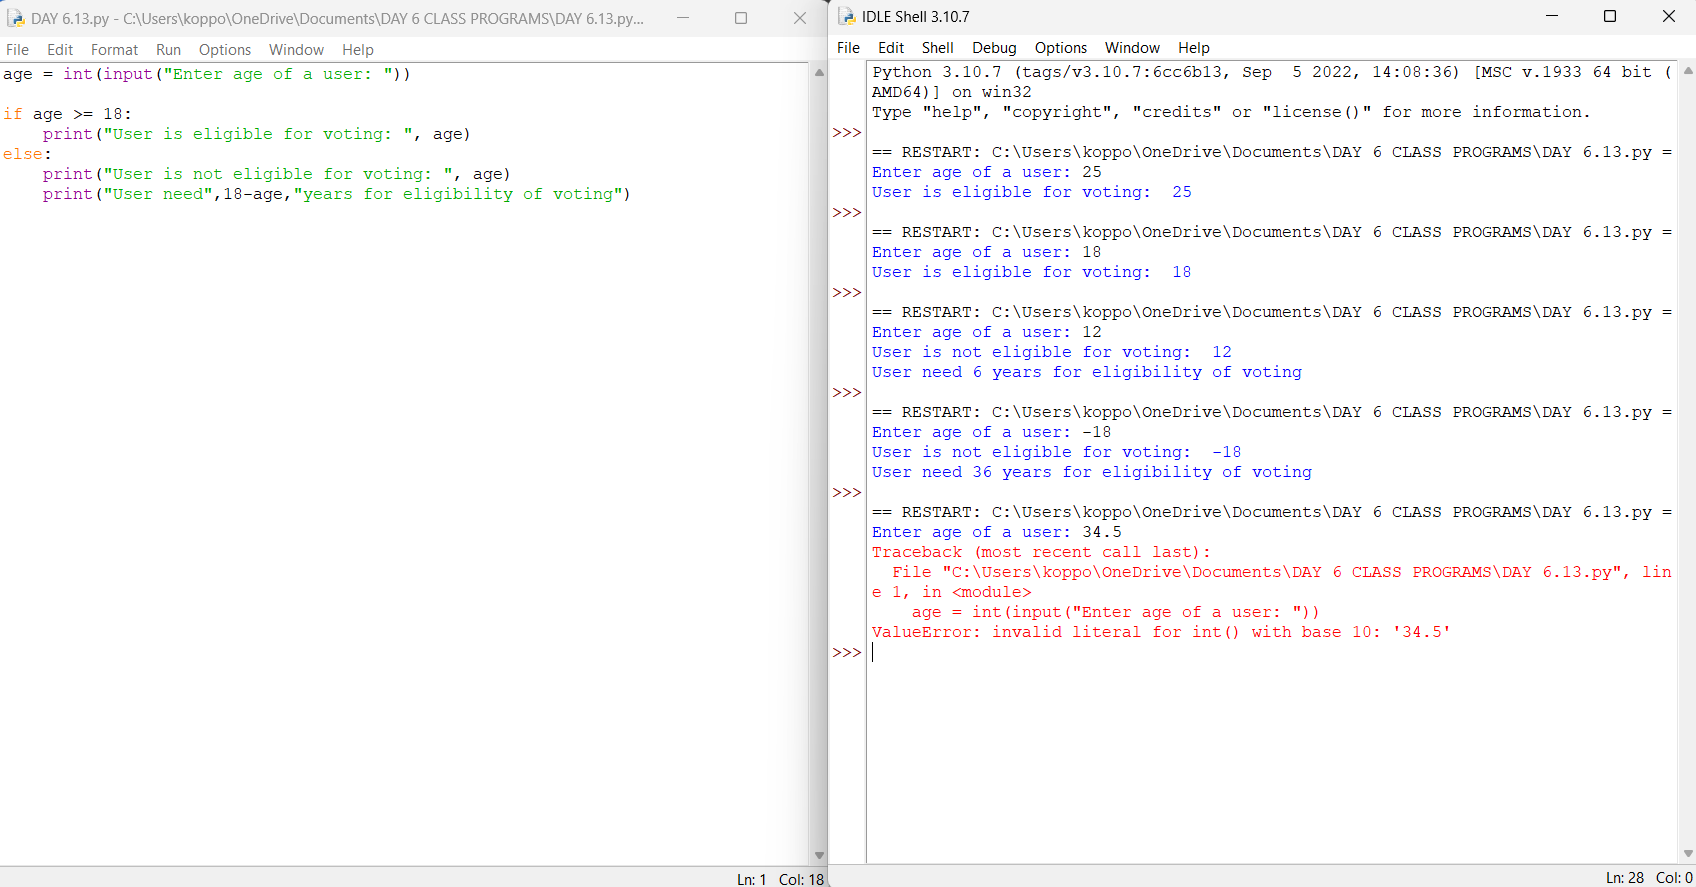 DAY 6.13.py - C:\Users\koppo\OneDrive\Documents\DAY 6 CLASS PROGRAMS\DAY 6.13.py...
File Edit Format Run Options Window Help
age = int(input("Enter age of a user: "))
if age >= 18:
    print("User is eligible for voting: ", age)
else:
    print("User is not eligible for voting: ", age)
    print("User need",18-age,"years for eligibility of voting")
Ln: 1 Col: 18
IDLE Shell 3.10.7
File Edit Shell Debug Options Window Help
Python 3.10.7 (tags/v3.10.7:6cc6b13, Sep  5 2022, 14:08:36) [MSC v.1933 64 bit (
AMD64)] on win32
Type "help", "copyright", "credits" or "license()" for more information.
>>>
== RESTART: C:\Users\koppo\OneDrive\Documents\DAY 6 CLASS PROGRAMS\DAY 6.13.py =
Enter age of a user: 25
User is eligible for voting:  25
>>>
== RESTART: C:\Users\koppo\OneDrive\Documents\DAY 6 CLASS PROGRAMS\DAY 6.13.py =
Enter age of a user: 18
User is eligible for voting:  18
>>>
== RESTART: C:\Users\koppo\OneDrive\Documents\DAY 6 CLASS PROGRAMS\DAY 6.13.py =
Enter age of a user: 12
User is not eligible for voting:  12
User need 6 years for eligibility of voting
>>>
== RESTART: C:\Users\koppo\OneDrive\Documents\DAY 6 CLASS PROGRAMS\DAY 6.13.py =
Enter age of a user: -18
User is not eligible for voting:  -18
User need 36 years for eligibility of voting
>>>
== RESTART: C:\Users\koppo\OneDrive\Documents\DAY 6 CLASS PROGRAMS\DAY 6.13.py =
Enter age of a user: 34.5
Traceback (most recent call last):
  File "C:\Users\koppo\OneDrive\Documents\DAY 6 CLASS PROGRAMS\DAY 6.13.py", lin
e 1, in <module>
    age = int(input("Enter age of a user: "))
ValueError: invalid literal for int() with base 10: '34.5'
>>>
Ln: 28 Col: 0